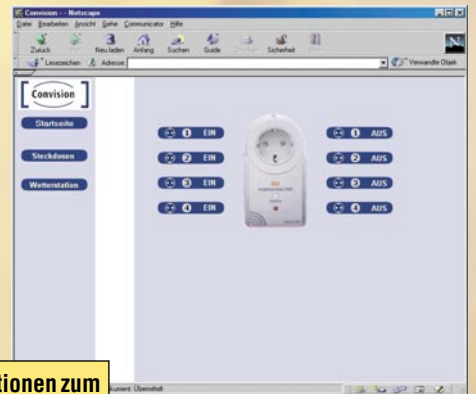 Convision - - Netscape
Datei Bearbeiten Ansicht Gehe Communicator Hilfe
Zurück Neu laden Anfang Suchen Guide Sicherheit
Lesezeichen Adresse: Verwandte Objek
Convision
Startseite
Steckdosen
Wetterstation
1 EIN
1 AUS
2 EIN
2 AUS
3 EIN
3 AUS
4 EIN
4 AUS
tionen zum
kument: Übermittelt